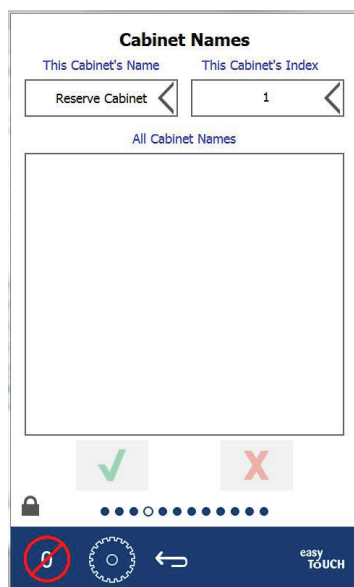 Cabinet Names
This Cabinet's Name This Cabinet's Index
Reserve Cabinet 1
All Cabinet Names
0
easy
TOUCH